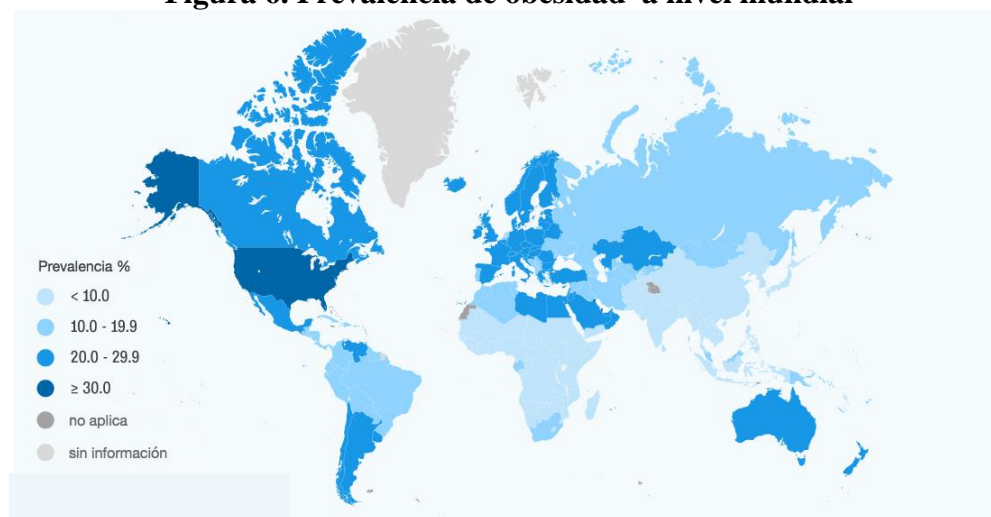 Figura 6. Prevalencia de obesidad a nivel mundial
Prevalencia %
< 10.0
10.0 - 19.9
20.0 - 29.9
≥ 30.0
no aplica
sin información